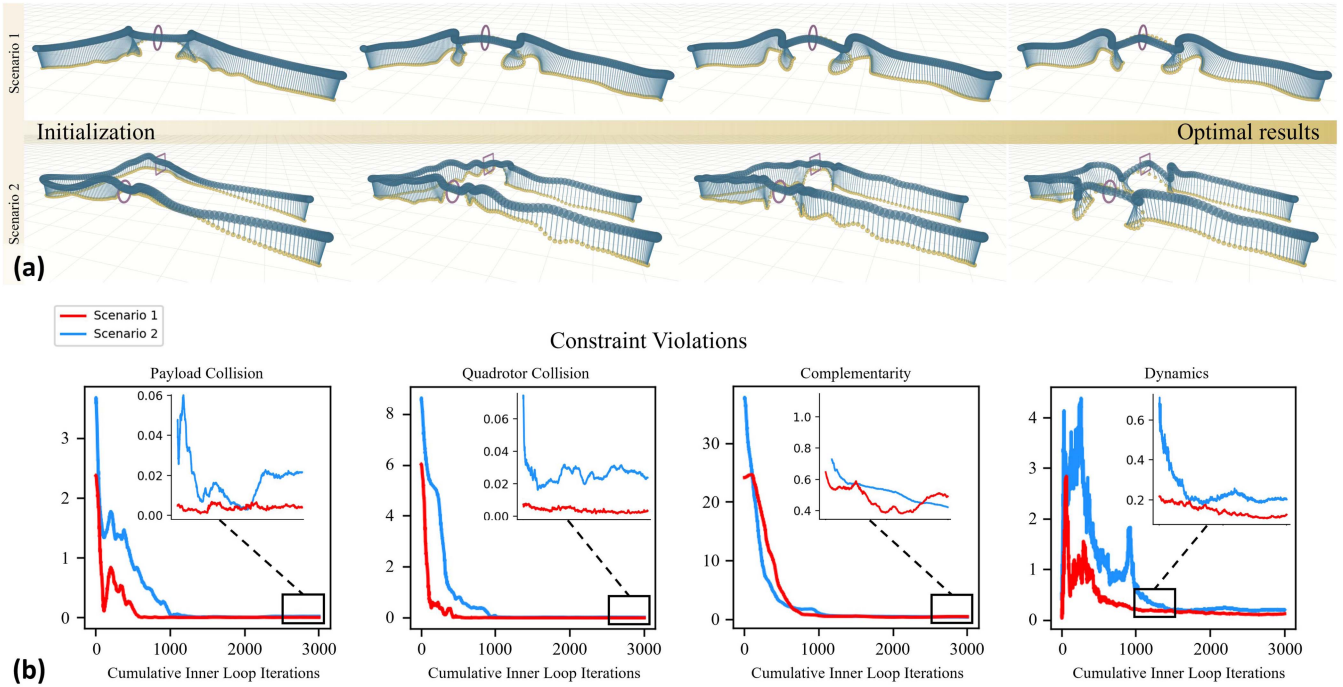 Scenario 1
Initialization
Optimal results
Scenario 2
(a)
Scenario 1
Scenario 2
Constraint Violations
Payload Collision
Quadrotor Collision
Complementarity
Dynamics
3
2
1
0
0.06
0.04
0.02
0.00
0
1000
2000
3000
Cumulative Inner Loop Iterations
8
6
4
2
0
0.06
0.04
0.02
0.00
0
1000
2000
3000
Cumulative Inner Loop Iterations
30
20
10
0
1.0
0.8
0.6
0.4
0
1000
2000
3000
Cumulative Inner Loop Iterations
4
3
2
1
0
0.6
0.4
0.2
0
1000
2000
3000
Cumulative Inner Loop Iterations
(b)